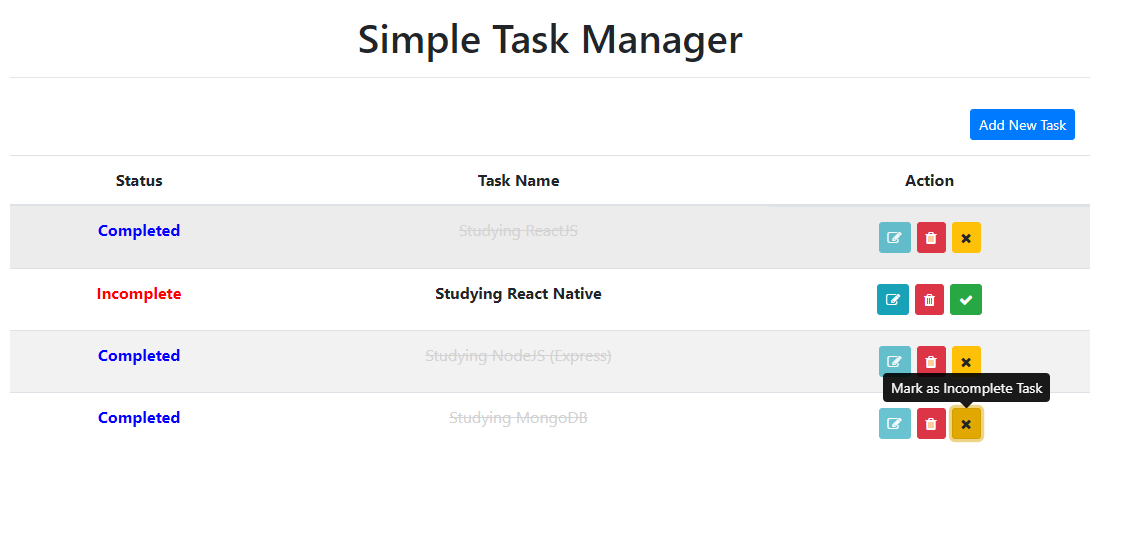 Simple Task Manager
Add New Task
Status Task Name Action
Completed Studying ReactJS
Incomplete Studying React Native
Completed Studying NodeJS (Express)
Mark as Incomplete Task
Completed Studying MongoDB